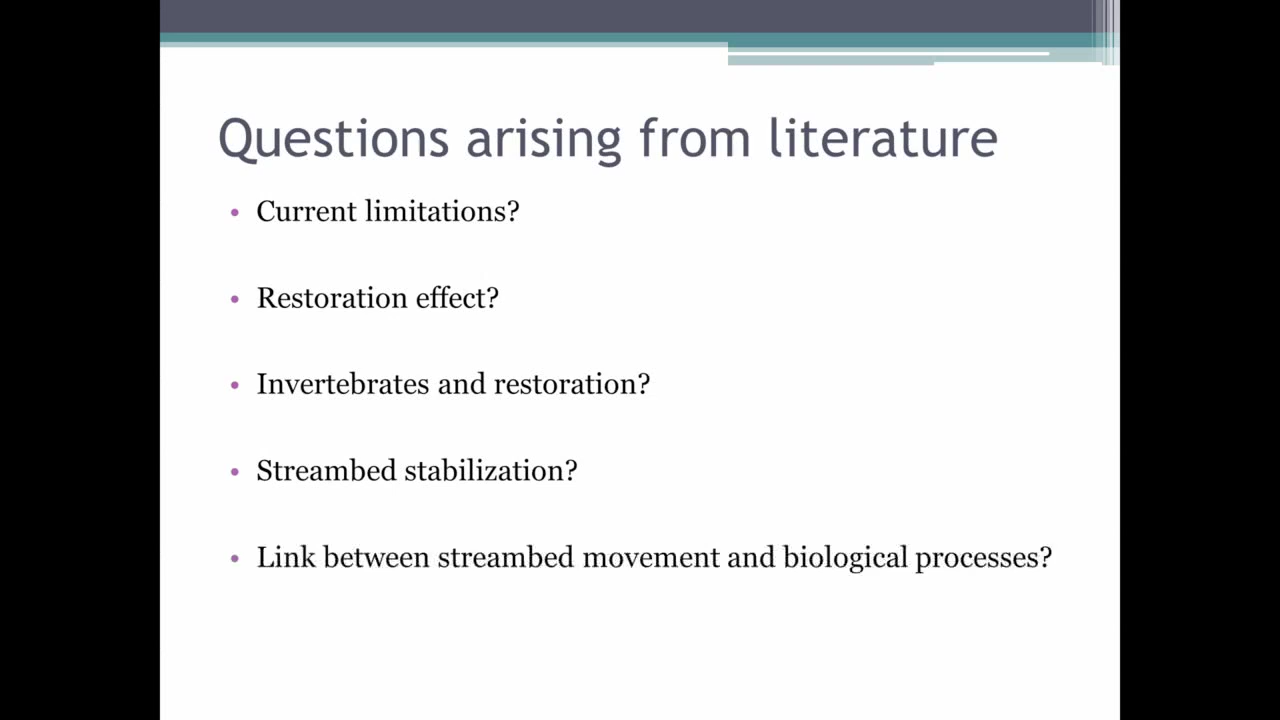 Questions arising from literature
• Current limitations?
• Restoration effect?
• Invertebrates and restoration?
• Streambed stabilization?
• Link between streambed movement and biological processes?